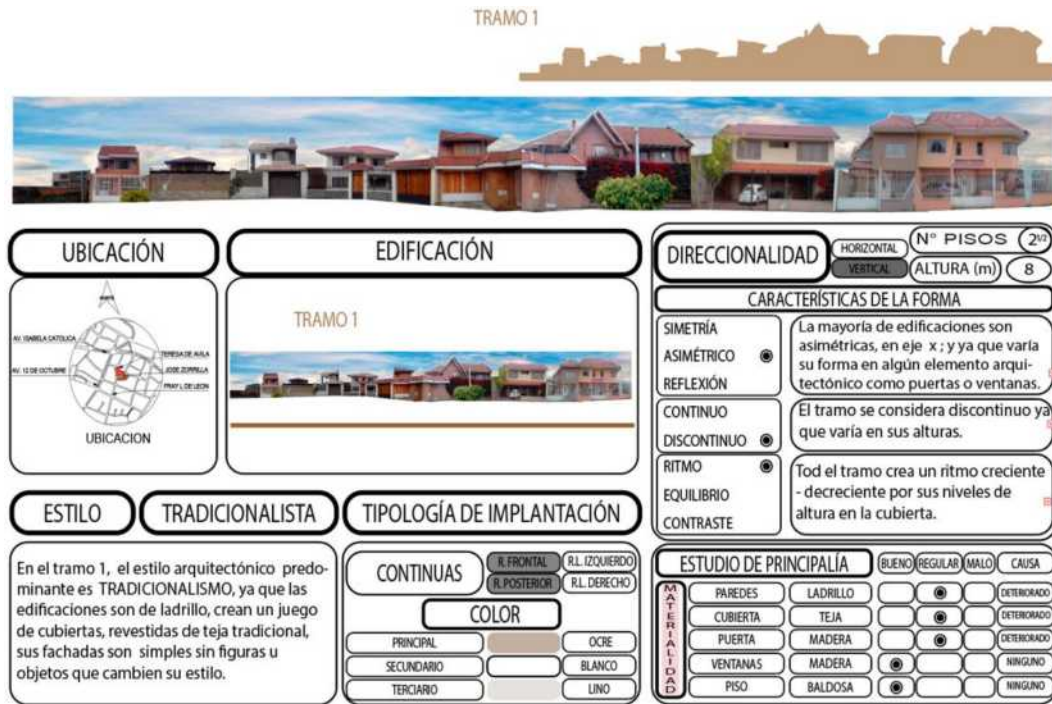 TRAMO 1
UBICACIÓN
AV. ISABELA CATOLICA
AV. 12 DE OCTUBRE
TERESA DE AVILA
JOSE ZORRILLA
FRAY L DE LEON
UBICACION
EDIFICACIÓN
TRAMO 1
DIRECCIONALIDAD
HORIZONTAL
VERTICAL
N° PISOS 2 1/2
ALTURA (m) 8
CARACTERÍSTICAS DE LA FORMA
SIMETRÍA
ASIMÉTRICO
REFLEXIÓN
La mayoría de edificaciones son
asimétricas, en eje x ; y ya que varía
su forma en algún elemento arqui-
tectónico como puertas o ventanas.
CONTINUO
DISCONTINUO
El tramo se considera discontinuo ya
que varía en sus alturas.
RITMO
EQUILIBRIO
CONTRASTE
Tod el tramo crea un ritmo creciente
- decreciente por sus niveles de
altura en la cubierta.
ESTILO
TRADICIONALISTA
En el tramo 1, el estilo arquitectónico predo-
minante es TRADICIONALISMO, ya que las
edificaciones son de ladrillo, crean un juego
de cubiertas, revestidas de teja tradicional,
sus fachadas son simples sin figuras u
objetos que cambien su estilo.
TIPOLOGÍA DE IMPLANTACIÓN
CONTINUAS
R. FRONTAL
R.L. IZQUIERDO
R. POSTERIOR
R.L. DERECHO
COLOR
PRINCIPAL OCRE
SECUNDARIO BLANCO
TERCIARIO LINO
ESTUDIO DE PRINCIPALÍA BUENO REGULAR MALO CAUSA
MATERIALIDAD
PAREDES LADRILLO DETERIORADO
CUBIERTA TEJA DETERIORADO
PUERTA MADERA DETERIORADO
VENTANAS MADERA NINGUNO
PISO BALDOSA NINGUNO